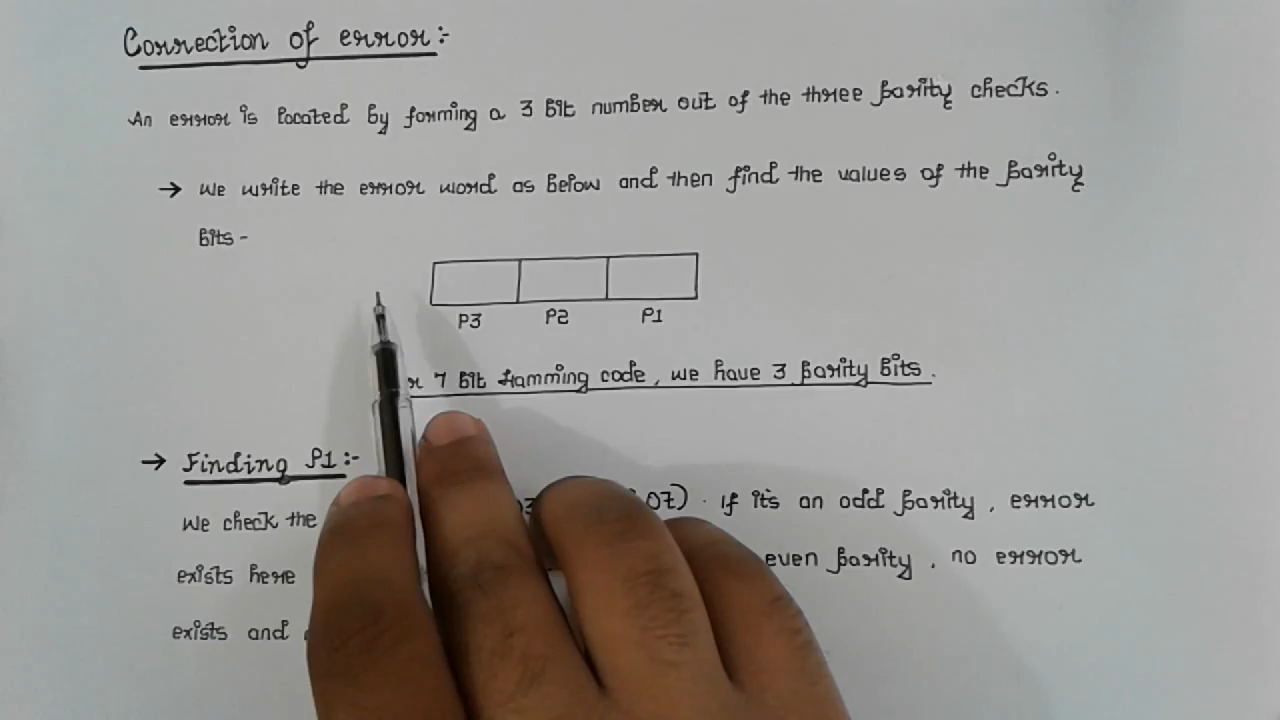 Correction of error:-
An error is located by forming a 3 Bit number out of the three parity checks.
→ We write the error word as below and then find the values of the parity
Bits -
P3 P2 P1
7 Bit Hamming code, we have 3 parity Bits.
→ Finding P1:-
We check the D7). If it's an odd parity, error
exists here even parity, no error
exists and